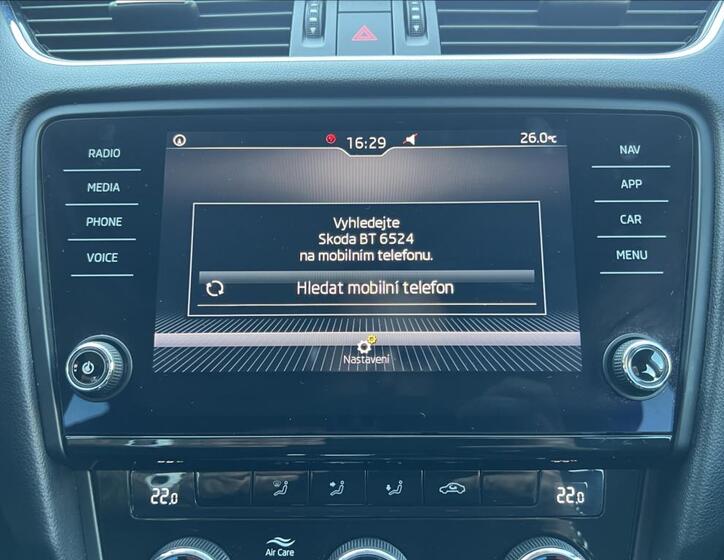 16:29
26.0°C
RADIO
MEDIA
PHONE
VOICE
NAV
APP
CAR
MENU
Vyhledejte
Skoda BT 6524
na mobilním telefonu.
Hledat mobilní telefon
Nastavení
22.0
22.0
Air Care